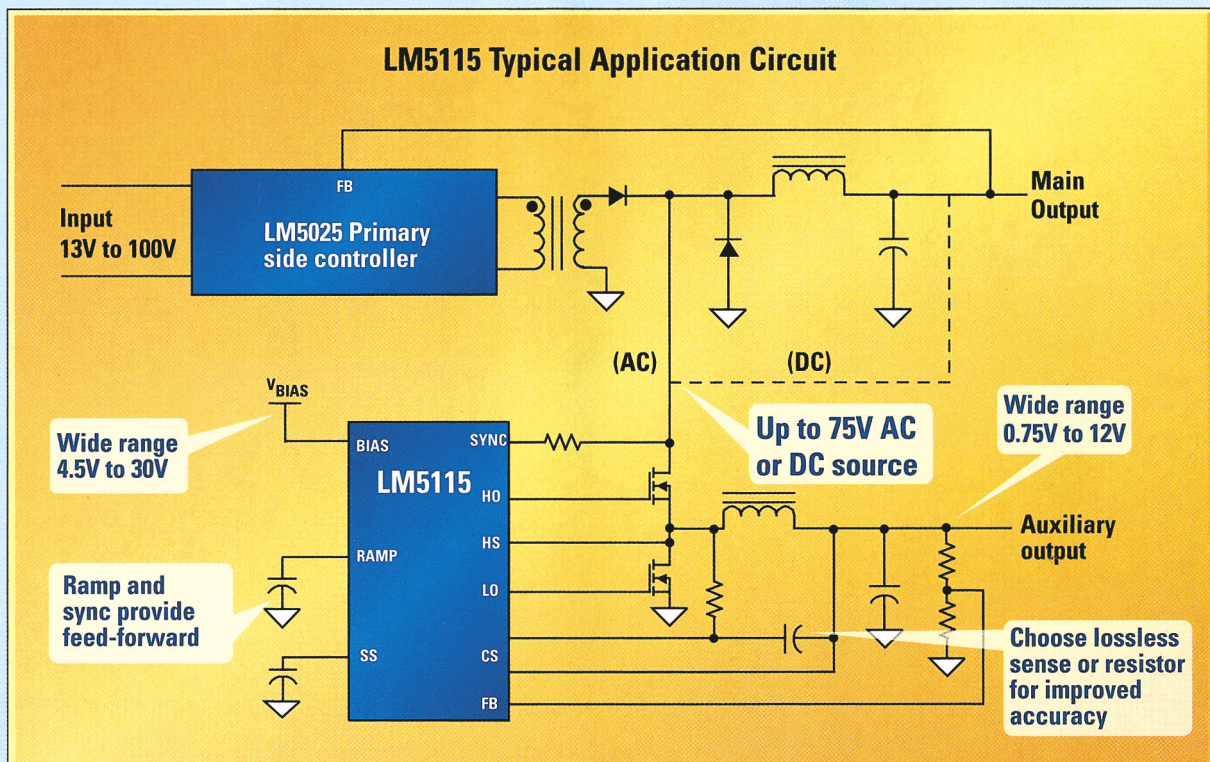 LM5115 Typical Application Circuit
FB
Input
13V to 100V
LM5025 Primary
side controller
Main
Output
(AC)
(DC)
VBIAS
Wide range
4.5V to 30V
Up to 75V AC
or DC source
Wide range
0.75V to 12V
BIAS
SYNC
LM5115
HO
HS
LO
RAMP
SS
CS
FB
Auxiliary
output
Ramp and
sync provide
feed-forward
Choose lossless
sense or resistor
for improved
accuracy